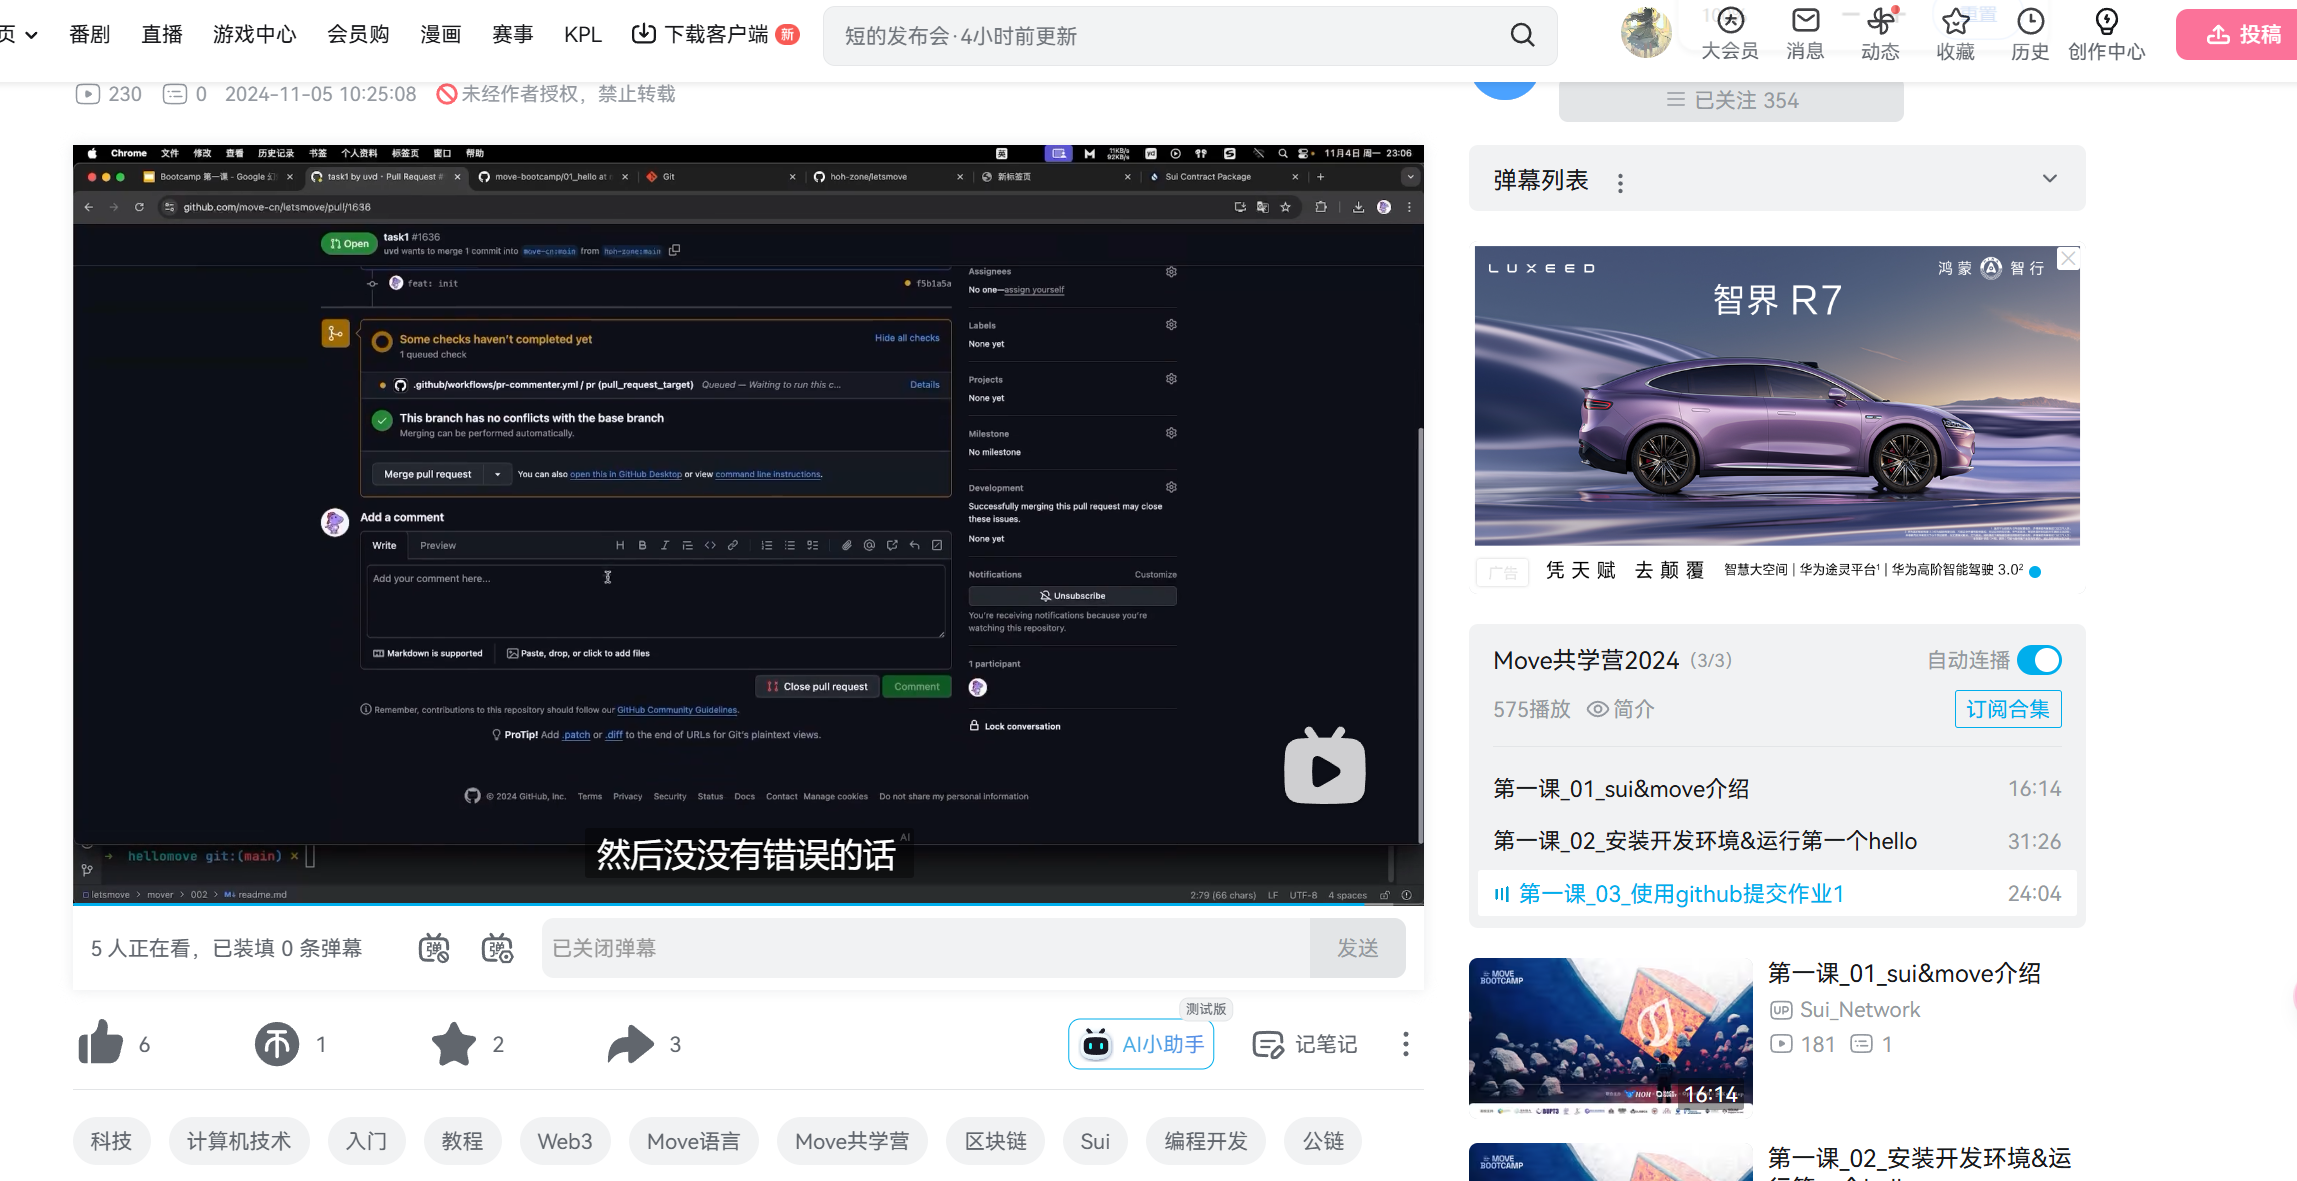 页 番剧 直播 游戏中心 会员购 漫画 赛事 KPL 下载客户端 新
短的发布会·4小时前更新
大会员 消息 动态 收藏 历史 创作中心 投稿
230 0 2024-11-05 10:25:08 未经作者授权，禁止转载
已关注 354
Chrome 文件 修改 查看 历史记录 书签 个人资料 标签页 窗口 帮助
英 11KB/s 92KB/s 11月4日 周一 23:06
Bootcamp 第一课 - Google 幻 task1 by uvd · Pull Request # move-bootcamp/01_hello at Git hoh-zone/letsmove 新标签页 Sui Contract Package
github.com/move-cn/letsmove/pull/1636
Open task1 #1636
uvd wants to merge 1 commit into move-cn:main from hoh-zone:main
feat: init f5b1a5a
Some checks haven't completed yet Hide all checks
1 queued check
.github/workflows/pr-commenter.yml / pr (pull_request_target) Queued — Waiting to run this c... Details
This branch has no conflicts with the base branch
Merging can be performed automatically.
Merge pull request You can also open this in GitHub Desktop or view command line instructions.
Add a comment
Write Preview
Add your comment here...
Markdown is supported Paste, drop, or click to add files
Close pull request Comment
Remember, contributions to this repository should follow our GitHub Community Guidelines.
ProTip! Add .patch or .diff to the end of URLs for Git's plaintext views.
Assignees
No one—assign yourself
Labels
None yet
Projects
None yet
Milestone
No milestone
Development
Successfully merging this pull request may close
these issues.
None yet
Notifications Customize
Unsubscribe
You're receiving notifications because you're
watching this repository.
1 participant
Lock conversation
© 2024 GitHub, Inc. Terms Privacy Security Status Docs Contact Manage cookies Do not share my personal information
AI
然后没没有错误的话
hellomove git:(main) ×
letsmove > mover > 002 > readme.md
2:79 (66 chars) LF UTF-8 4 spaces
5 人正在看，已装填 0 条弹幕
已关闭弹幕 发送
6 1 2 3
测试版
AI小助手 记笔记
科技 计算机技术 入门 教程 Web3 Move语言 Move共学营 区块链 Sui 编程开发 公链
弹幕列表
LUXEED 鸿蒙智行
智界 R7
广告 凭天赋 去颠覆 智慧大空间 | 华为途灵平台¹ | 华为高阶智能驾驶 3.0²
Move共学营2024（3/3） 自动连播
575播放 简介 订阅合集
第一课_01_sui&move介绍 16:14
第一课_02_安装开发环境&运行第一个hello 31:26
第一课_03_使用github提交作业1 24:04
MOVE
BOOTCAMP
16:14
第一课_01_sui&move介绍
UP Sui_Network
181 1
MOVE
BOOTCAMP
第一课_02_安装开发环境&运